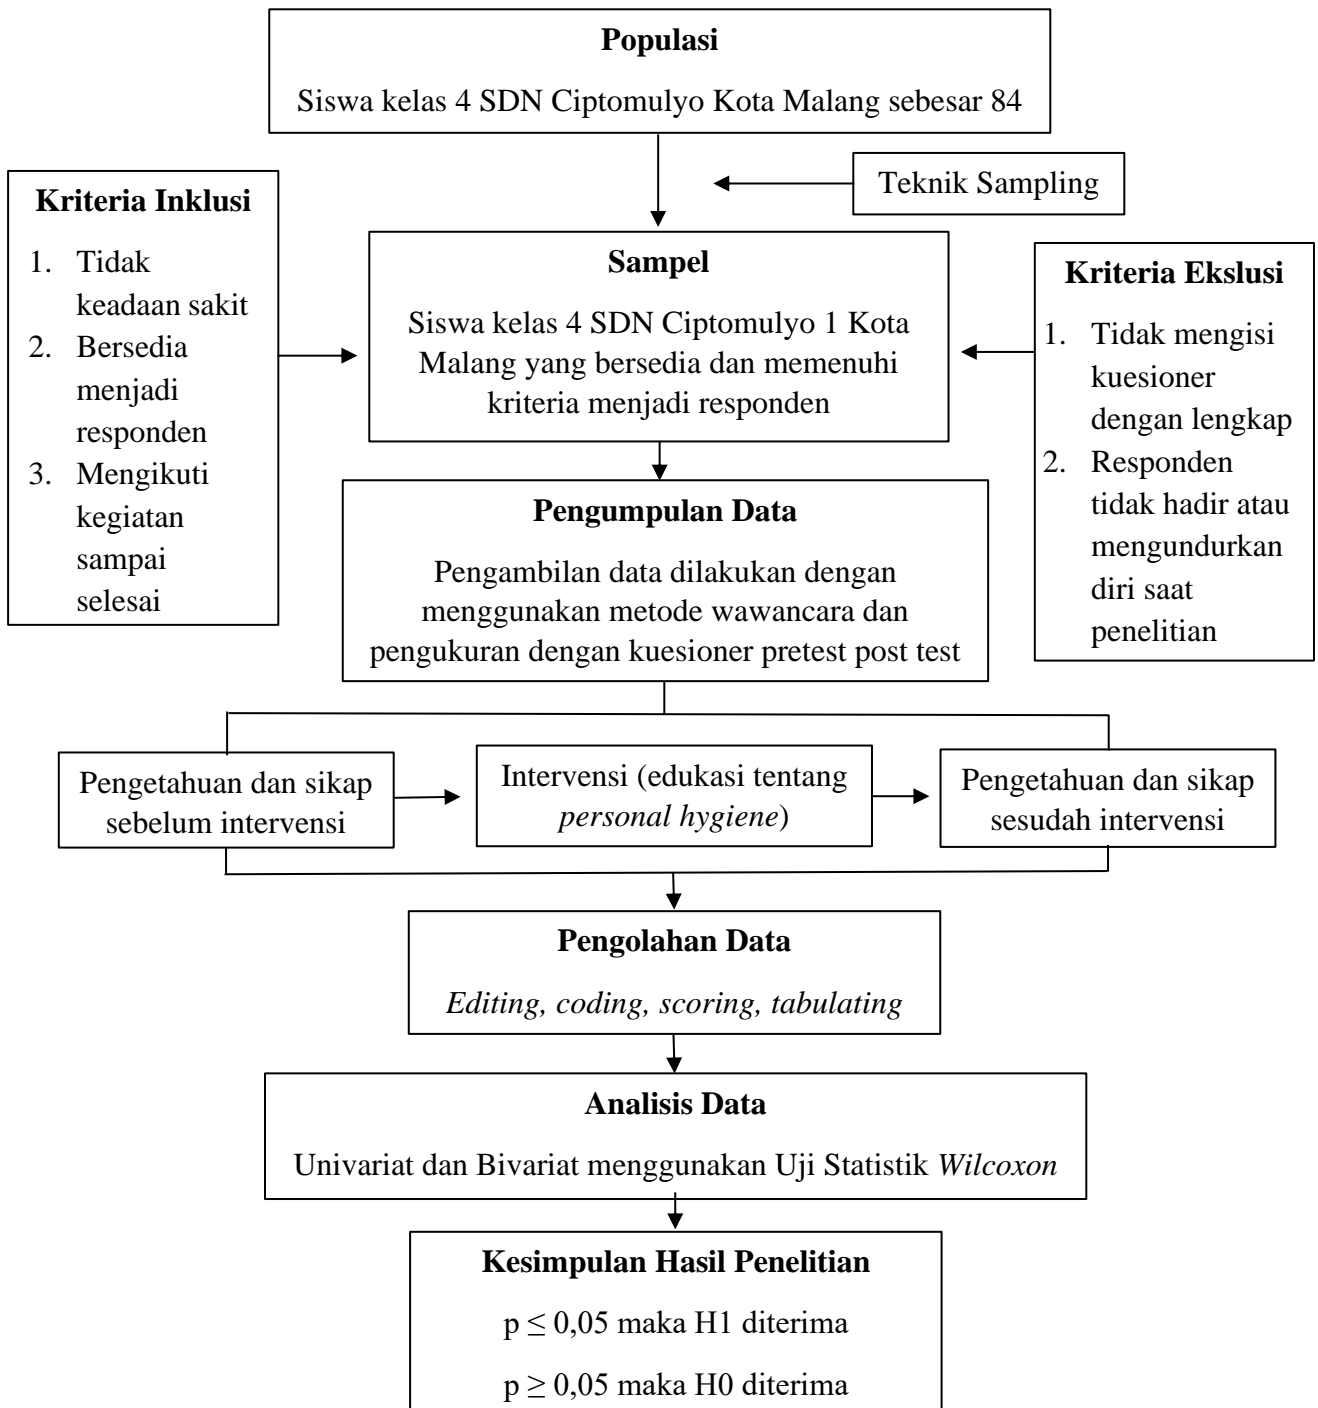 Populasi
Siswa kelas 4 SDN Ciptomulyo Kota Malang sebesar 84
Teknik Sampling
Kriteria Inklusi
1. Tidak
keadaan sakit
2. Bersedia
menjadi
responden
3. Mengikuti
kegiatan
sampai
selesai
Sampel
Siswa kelas 4 SDN Ciptomulyo 1 Kota
Malang yang bersedia dan memenuhi
kriteria menjadi responden
Kriteria Ekslusi
1. Tidak mengisi
kuesioner
dengan lengkap
2. Responden
tidak hadir atau
mengundurkan
diri saat
penelitian
Pengumpulan Data
Pengambilan data dilakukan dengan
menggunakan metode wawancara dan
pengukuran dengan kuesioner pretest post test
Pengetahuan dan sikap
sebelum intervensi
Intervensi (edukasi tentang
personal hygiene)
Pengetahuan dan sikap
sesudah intervensi
Pengolahan Data
Editing, coding, scoring, tabulating
Analisis Data
Univariat dan Bivariat menggunakan Uji Statistik Wilcoxon
Kesimpulan Hasil Penelitian
p ≤ 0,05 maka H1 diterima
p ≥ 0,05 maka H0 diterima